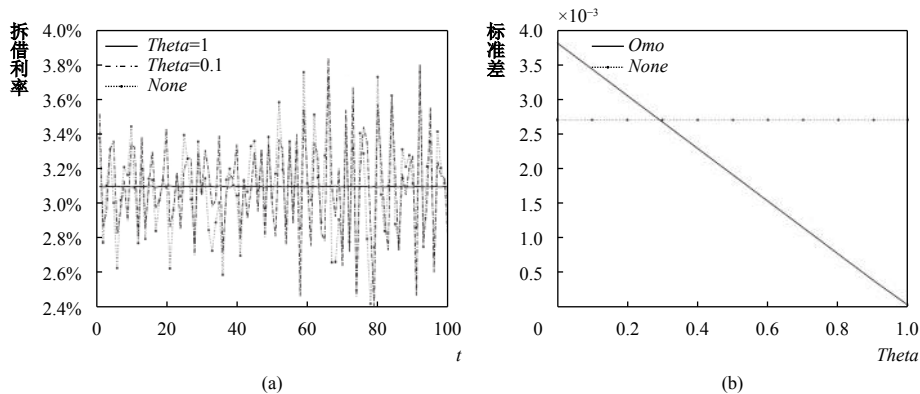 拆借利率
4.0%
3.8%
3.6%
3.4%
3.2%
3.0%
2.8%
2.6%
2.4%
Theta=1
Theta=0.1
None
0 20 40 60 80 100
t
(a)
×10⁻³
标准差
4.0
3.5
3.0
2.5
2.0
1.5
1.0
0.5
Omo
None
0 0.2 0.4 0.6 0.8 1.0
Theta
(b)